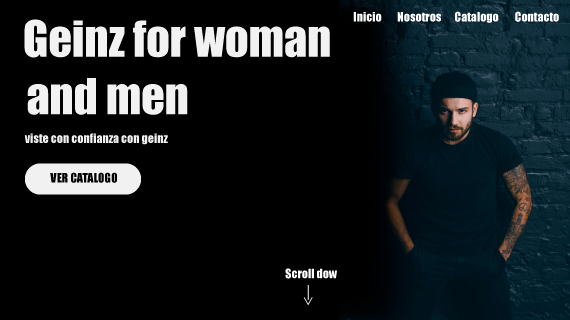 Inicio Nosotros Catalogo Contacto
Geinz for woman
and men
viste con confianza con geinz
VER CATALOGO
Scroll dow